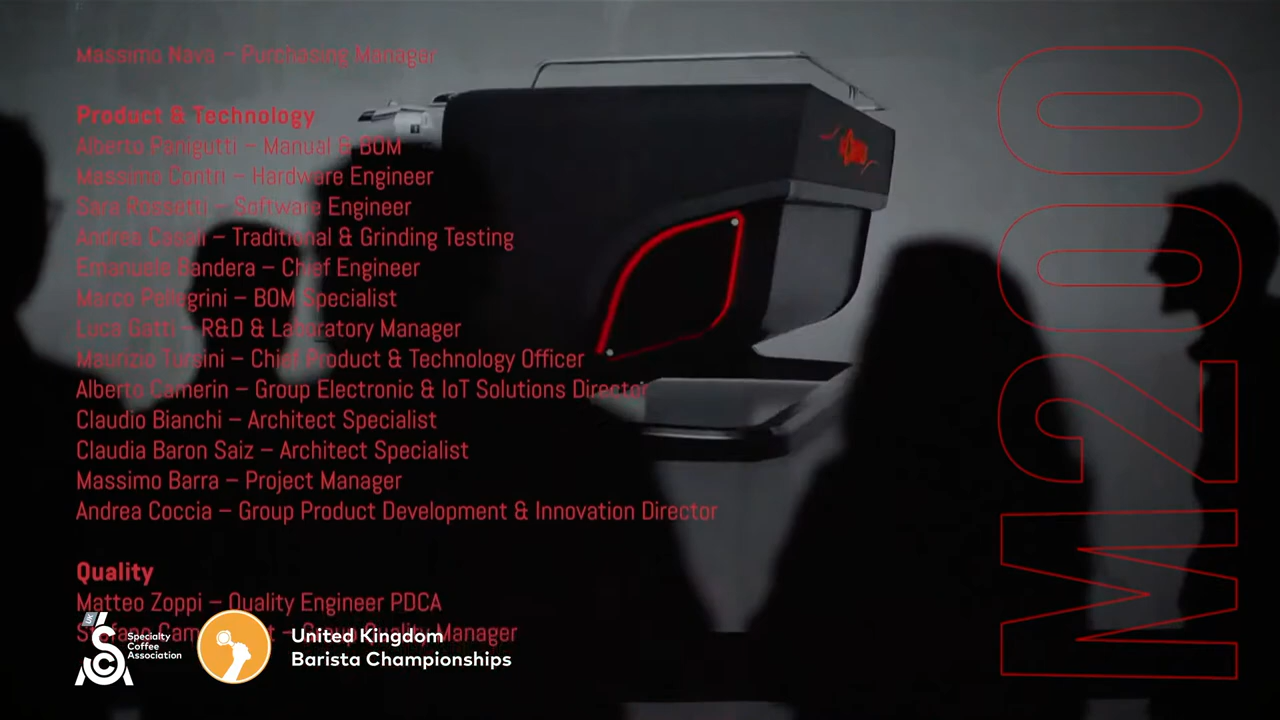 Massimo Nava – Purchasing Manager
Product & Technology
Alberto Panigutti – Manual & BOM
Massimo Contri – Hardware Engineer
Sara Rossetti – Software Engineer
Andrea Casali – Traditional & Grinding Testing
Emanuele Bandera – Chief Engineer
Marco Pellegrini – BOM Specialist
Luca Gatti – R&D & Laboratory Manager
Maurizio Tursini – Chief Product & Technology Officer
Alberto Camerin – Group Electronic & IoT Solutions Director
Claudio Bianchi – Architect Specialist
Claudia Baron Saiz – Architect Specialist
Massimo Barra – Project Manager
Andrea Coccia – Group Product Development & Innovation Director
Quality
Matteo Zoppi – Quality Engineer PDCA
– Group Quality Manager
UK
SCA
Specialty
Coffee
Association
United Kingdom
Barista Championships
M200